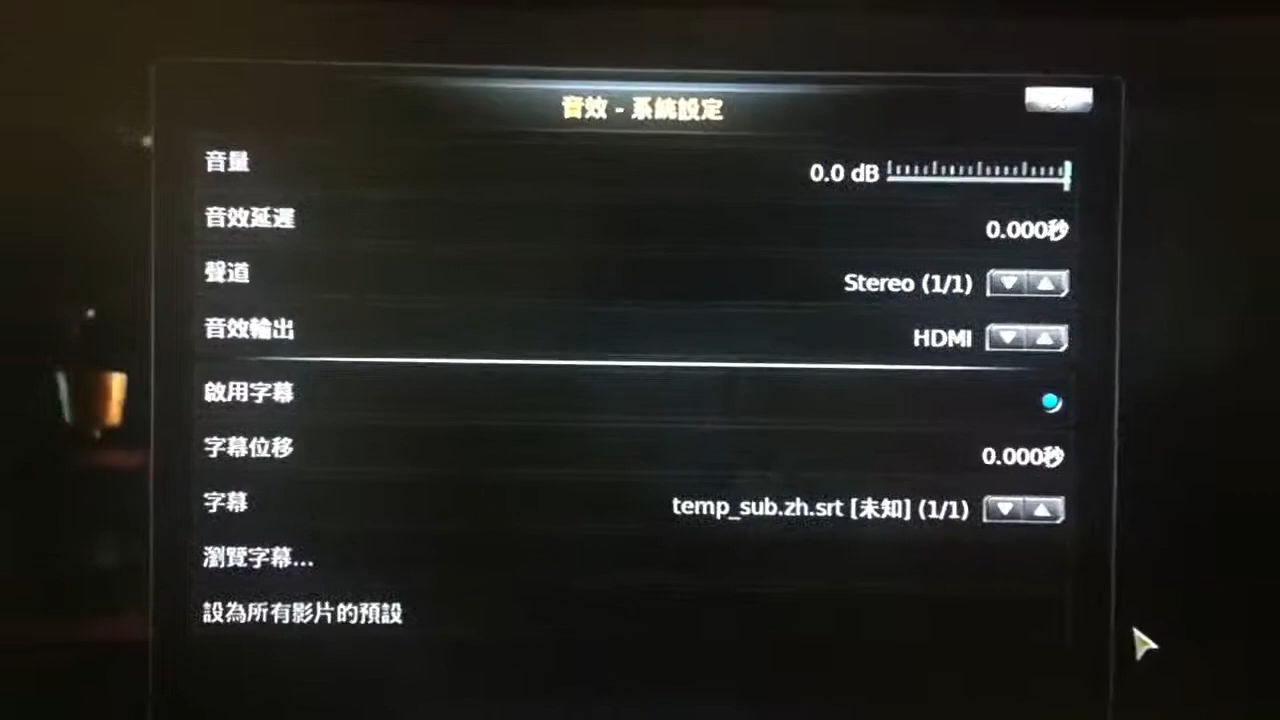 音效 - 系統設定
音量 0.0 dB
音效延遲 0.000秒
聲道 Stereo (1/1)
音效輸出 HDMI
啟用字幕
字幕位移 0.000秒
字幕 temp_sub.zh.srt [未知] (1/1)
瀏覽字幕...
設為所有影片的預設